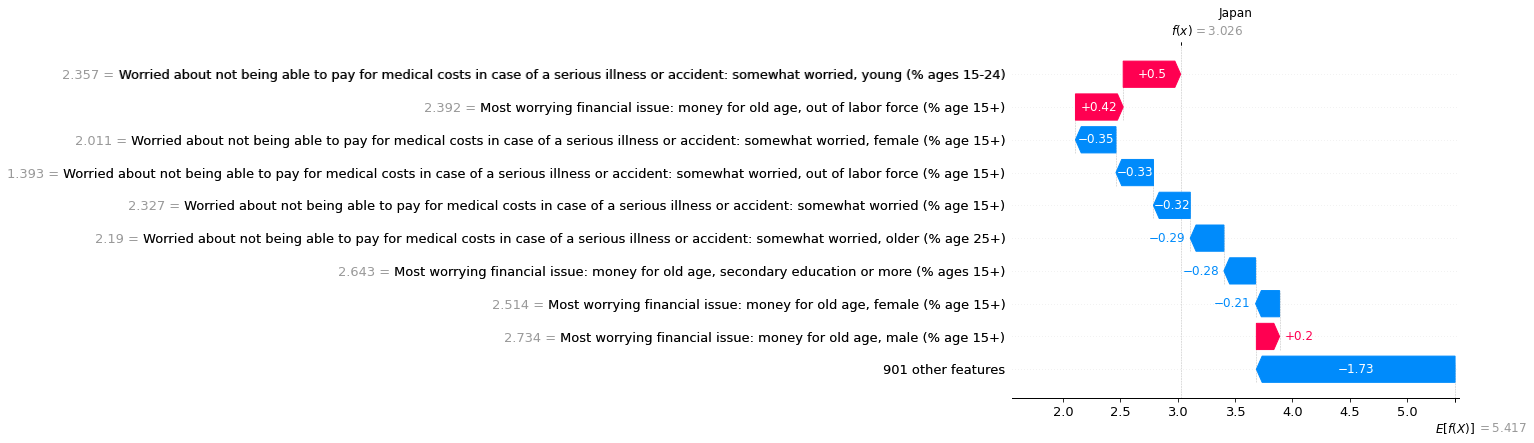 Japan
f(x) = 3.026
2.357 = Worried about not being able to pay for medical costs in case of a serious illness or accident: somewhat worried, young (% ages 15-24)
+0.5
2.392 = Most worrying financial issue: money for old age, out of labor force (% age 15+)
+0.42
2.011 = Worried about not being able to pay for medical costs in case of a serious illness or accident: somewhat worried, female (% age 15+)
−0.35
1.393 = Worried about not being able to pay for medical costs in case of a serious illness or accident: somewhat worried, out of labor force (% age 15+)
−0.33
2.327 = Worried about not being able to pay for medical costs in case of a serious illness or accident: somewhat worried (% age 15+)
−0.32
2.19 = Worried about not being able to pay for medical costs in case of a serious illness or accident: somewhat worried, older (% age 25+)
−0.29
2.643 = Most worrying financial issue: money for old age, secondary education or more (% ages 15+)
−0.28
2.514 = Most worrying financial issue: money for old age, female (% age 15+)
−0.21
2.734 = Most worrying financial issue: money for old age, male (% age 15+)
+0.2
901 other features
−1.73
2.0 2.5 3.0 3.5 4.0 4.5 5.0
E[f(X)] = 5.417